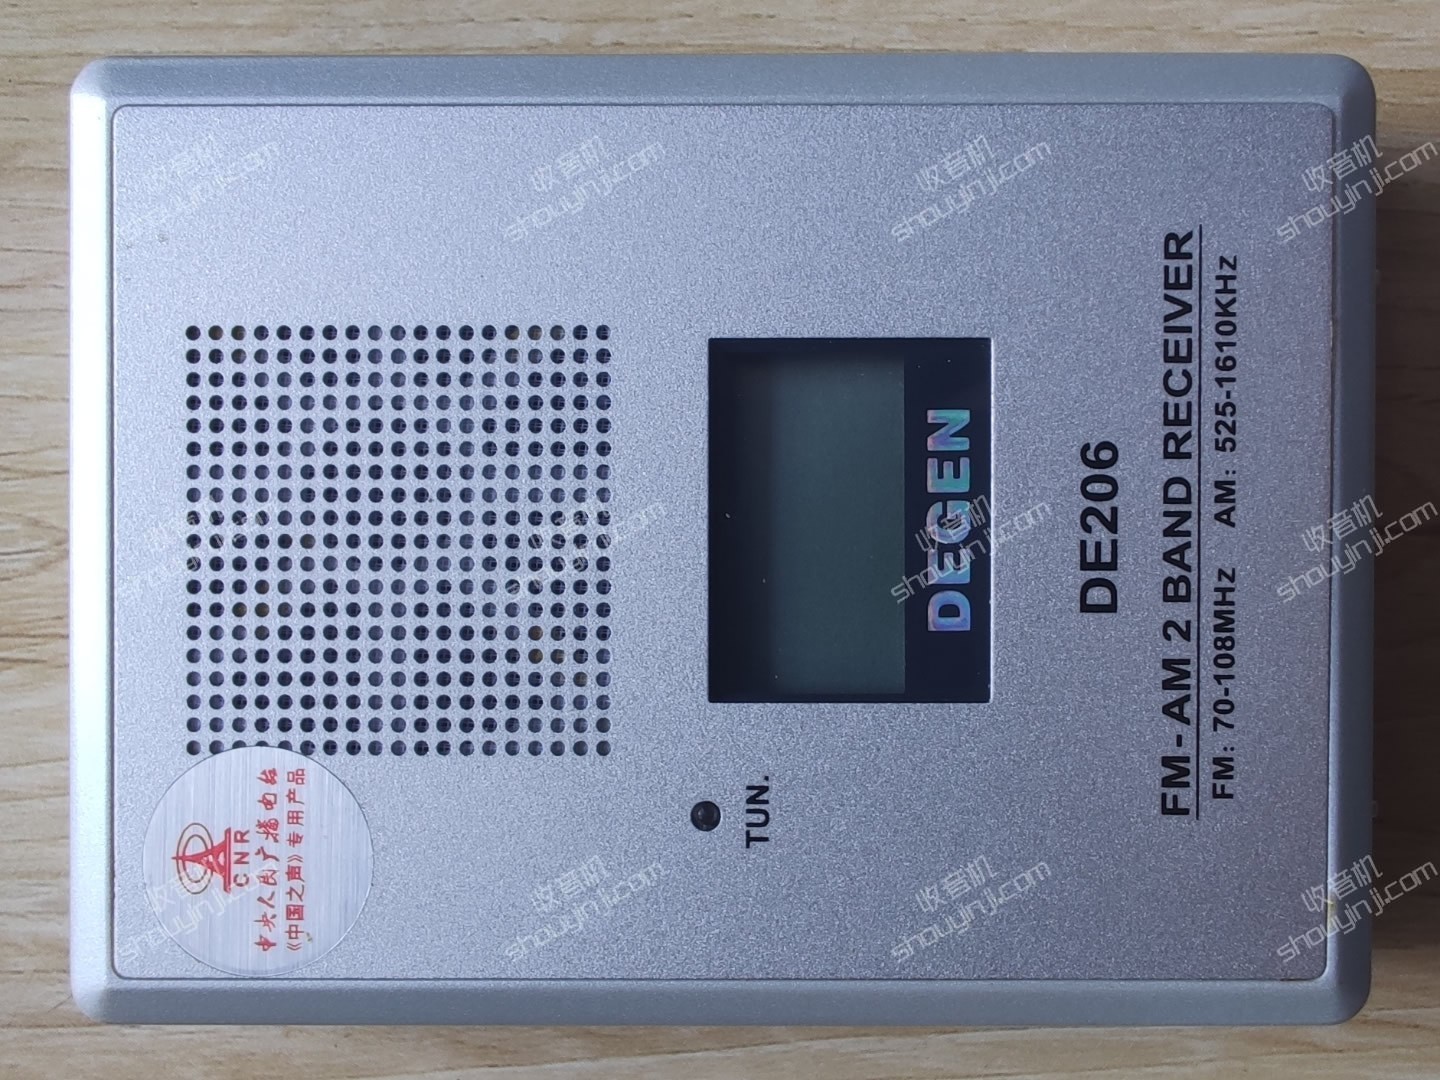 CNR
中央人民广播电台
《中国之声》专用产品
TUN.
DEGEN
DE206
FM-AM 2 BAND RECEIVER
FM: 70-108MHz AM: 525-1610KHz
收音机
shouyinji.com